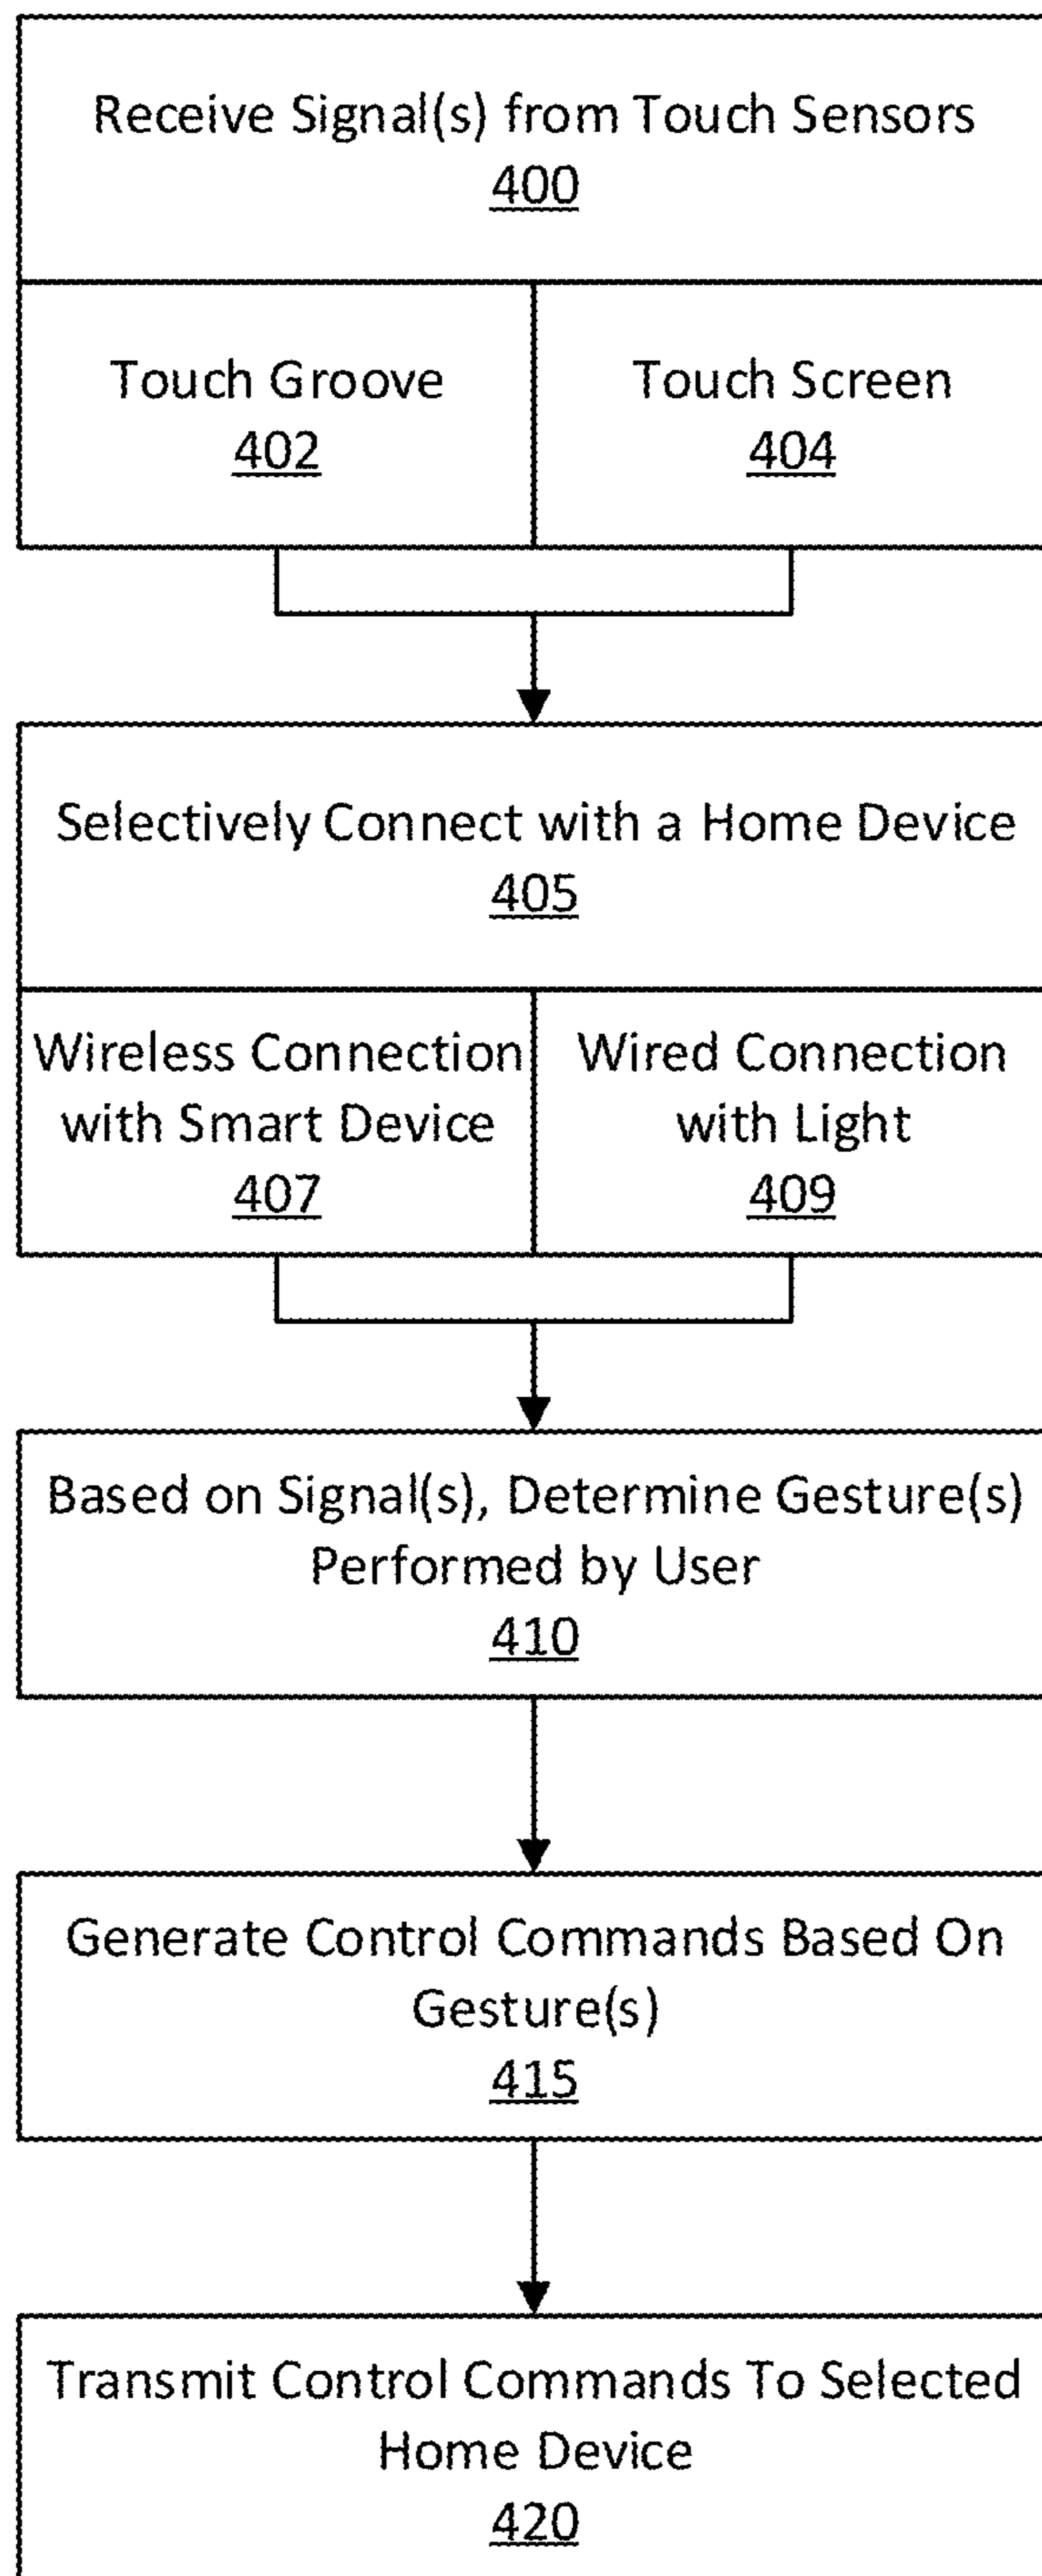 Receive Signal(s) from Touch Sensors
400
Touch Groove
402
Touch Screen
404
Selectively Connect with a Home Device
405
Wireless Connection
with Smart Device
407
Wired Connection
with Light
409
Based on Signal(s), Determine Gesture(s)
Performed by User
410
Generate Control Commands Based On
Gesture(s)
415
Transmit Control Commands To Selected
Home Device
420